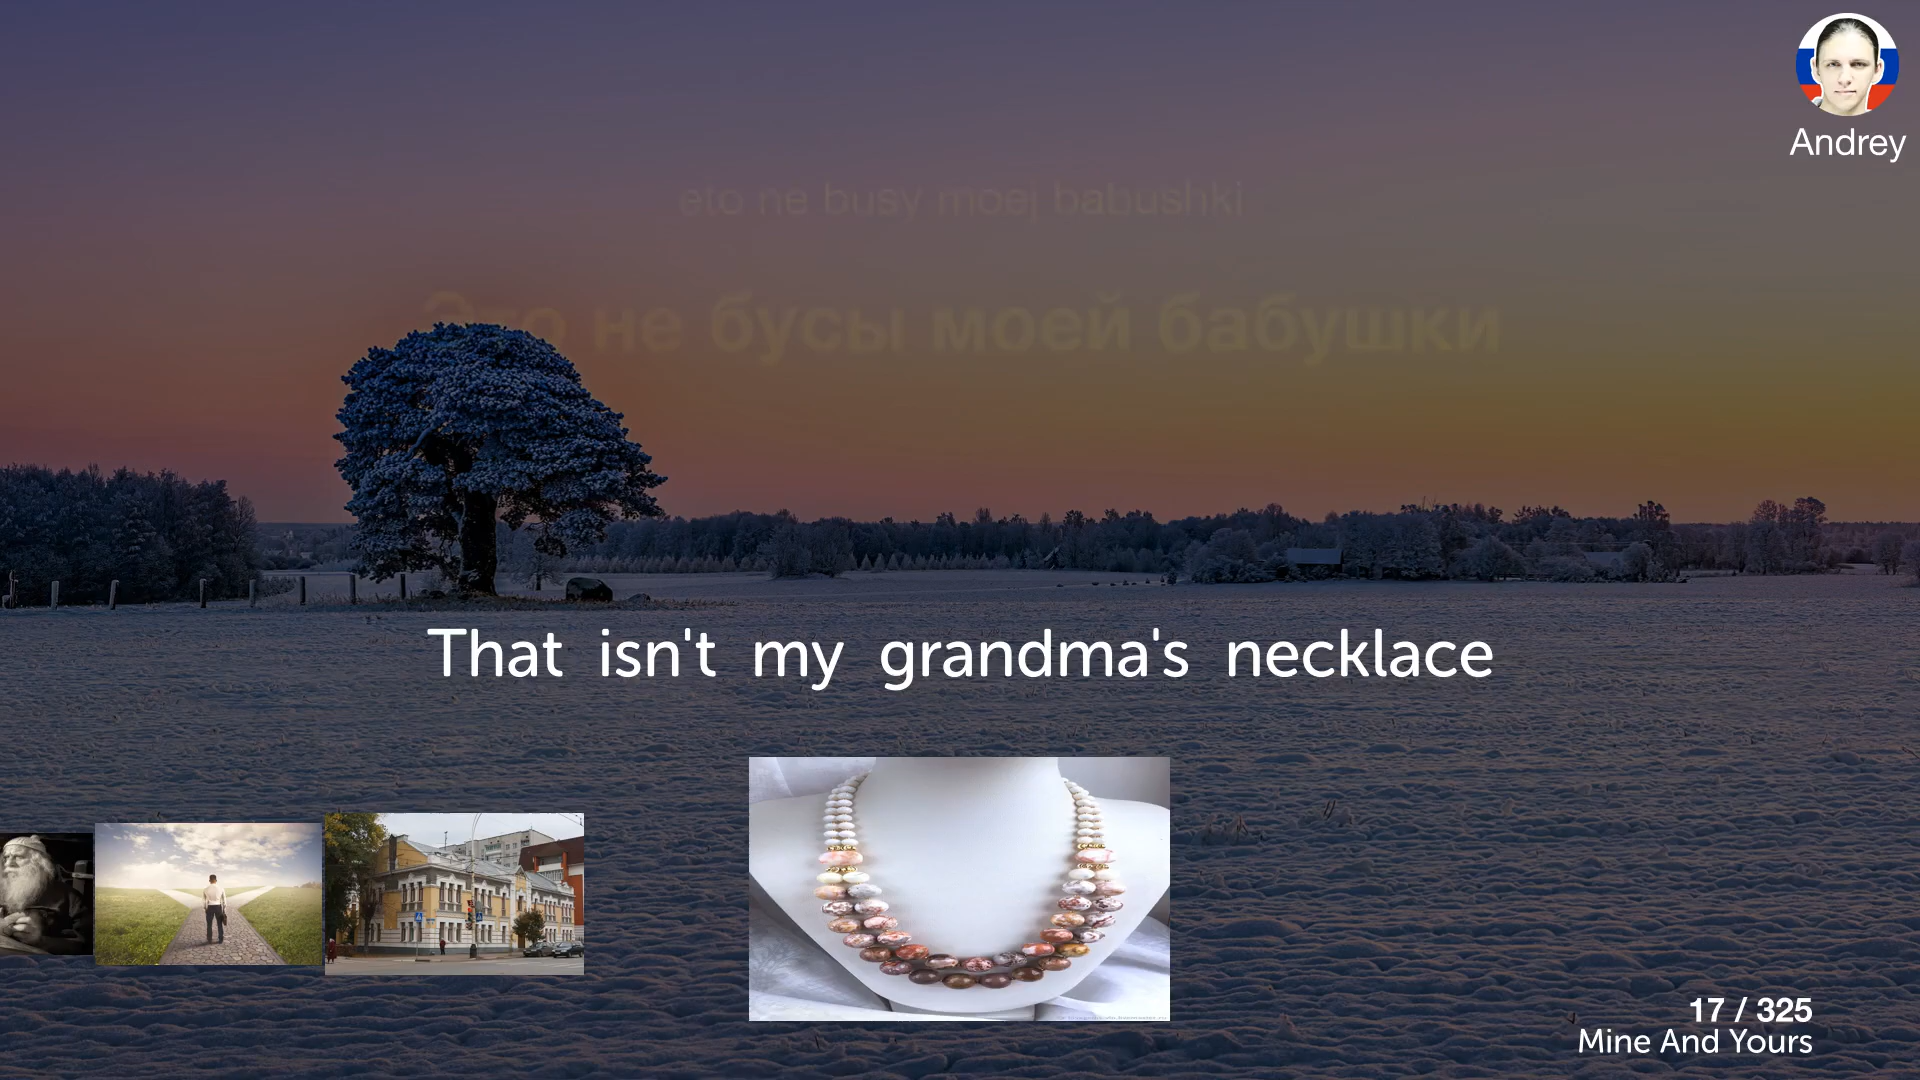 Andrey
eto ne busy moej babushki
Это не бусы моей бабушки
That isn't my grandma's necklace
17 / 325
Mine And Yours